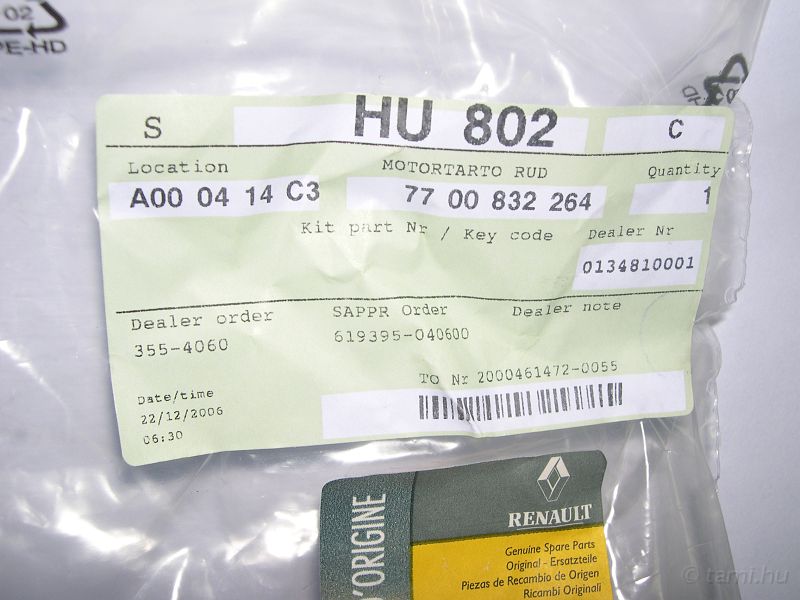 02
PE-HD
S HU 802 C
Location MOTORTARTO RUD Quantity
A00 04 14 C3 77 00 832 264 1
Kit part Nr / Key code Dealer Nr
0134810001
Dealer order SAPPR Order Dealer note
355-4060 619395-040600
TO Nr 2000461472-0055
Date/time
22/12/2006
06:30
D'ORIGINE
RENAULT
Genuine Spare Parts
Original - Ersatzteile
Piezas de Recambio de Origen
Ricambi Originali
© tami.hu